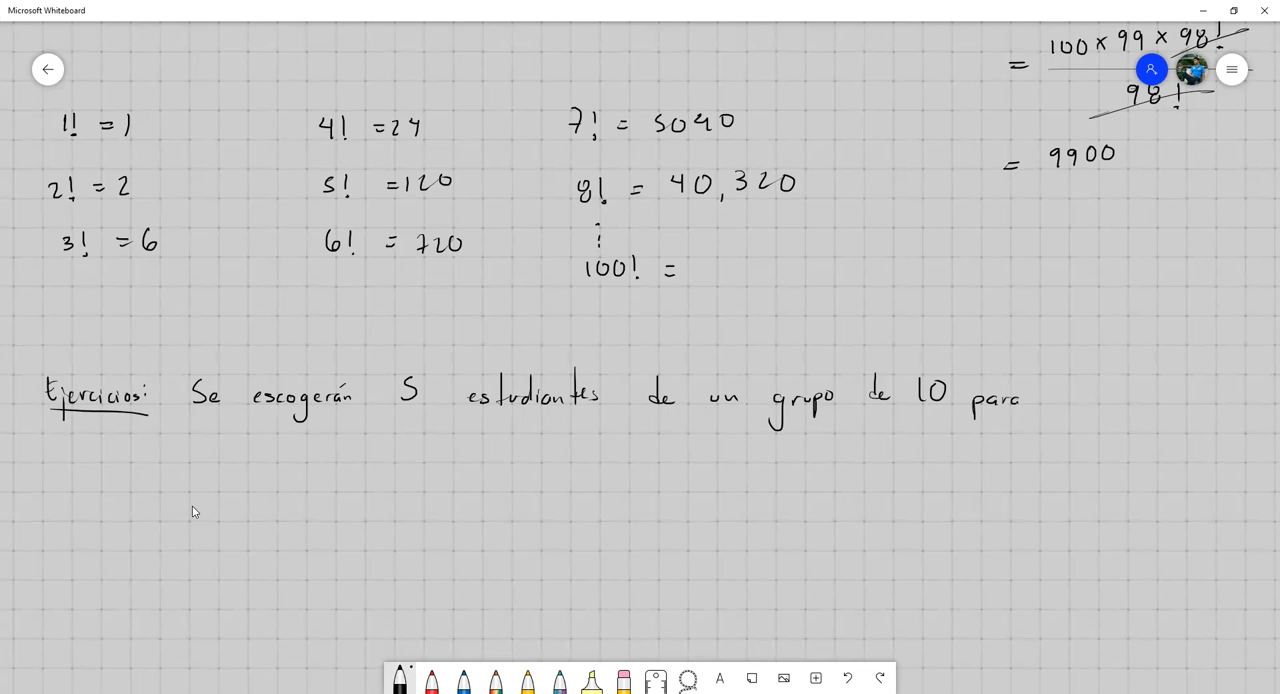 Microsoft Whiteboard
= 100 × 99 × 98!
98!
= 9900
1! = 1
2! = 2
3! = 6
4! = 24
5! = 120
6! = 720
7! = 5040
8! = 40,320
⋮
100! =
Ejercicios: Se escogerán 5 estudiantes de un grupo de 10 para